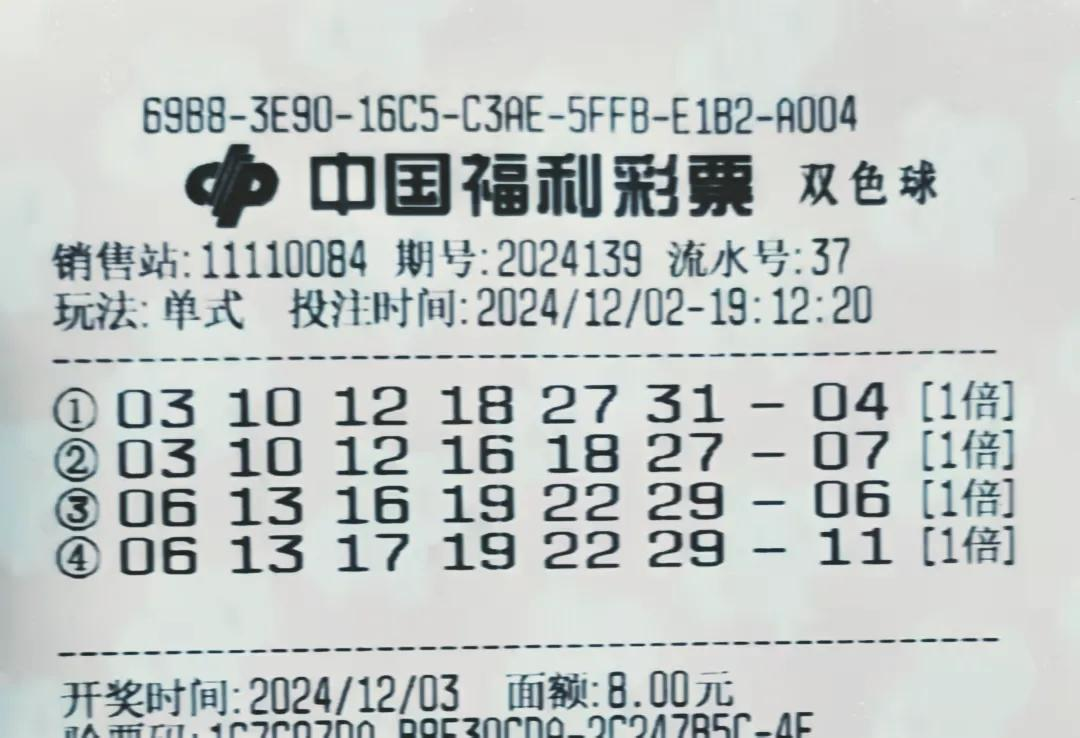 69B8-3E90-16C5-C3AE-5FFB-E1B2-A004
中国福利彩票 双色球
销售站:11110084 期号:2024139 流水号:37
玩法:单式 投注时间:2024/12/02-19:12:20
① 03 10 12 18 27 31 - 04 [1倍]
② 03 10 12 16 18 27 - 07 [1倍]
③ 06 13 16 19 22 29 - 06 [1倍]
④ 06 13 17 19 22 29 - 11 [1倍]
开奖时间:2024/12/03 面额:8.00元
验票码: